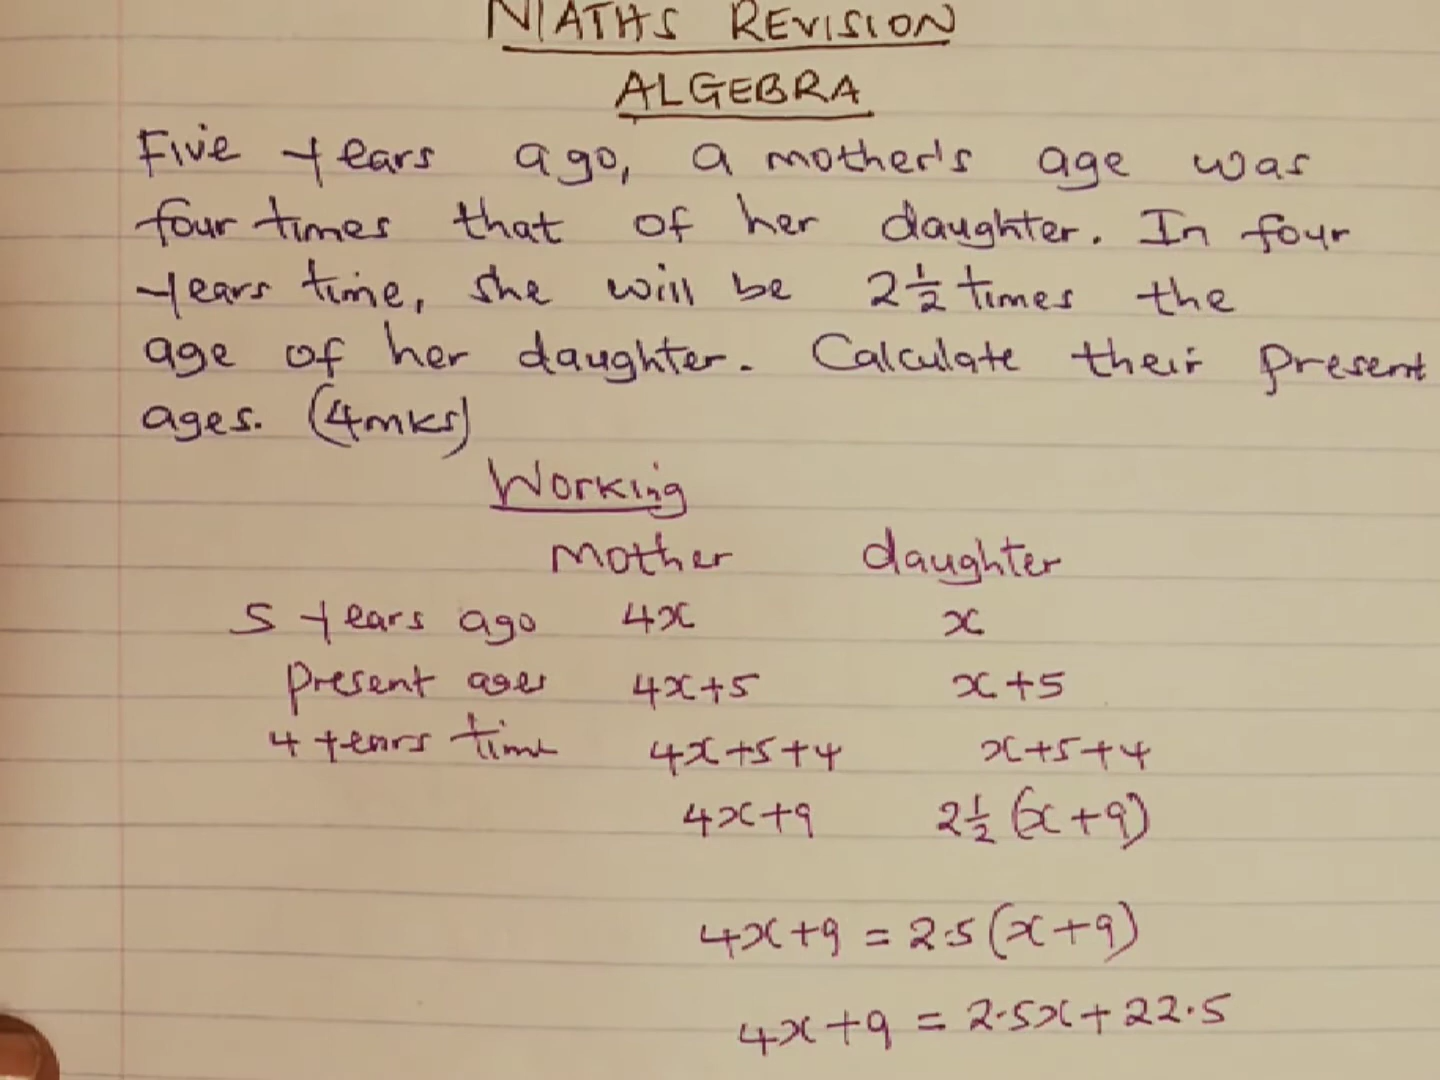 MATHS REVISION
ALGEBRA
Five years ago, a mother's age was
four times that of her daughter. In four
years time, she will be 2½ times the
age of her daughter. Calculate their present
ages. (4mks)
Working
mother daughter
5 years ago 4x x
present ages 4x+5 x+5
4 years time 4x+5+4 x+5+4
4x+9 2½(x+9)
4x+9 = 2.5(x+9)
4x+9 = 2.5x+22.5